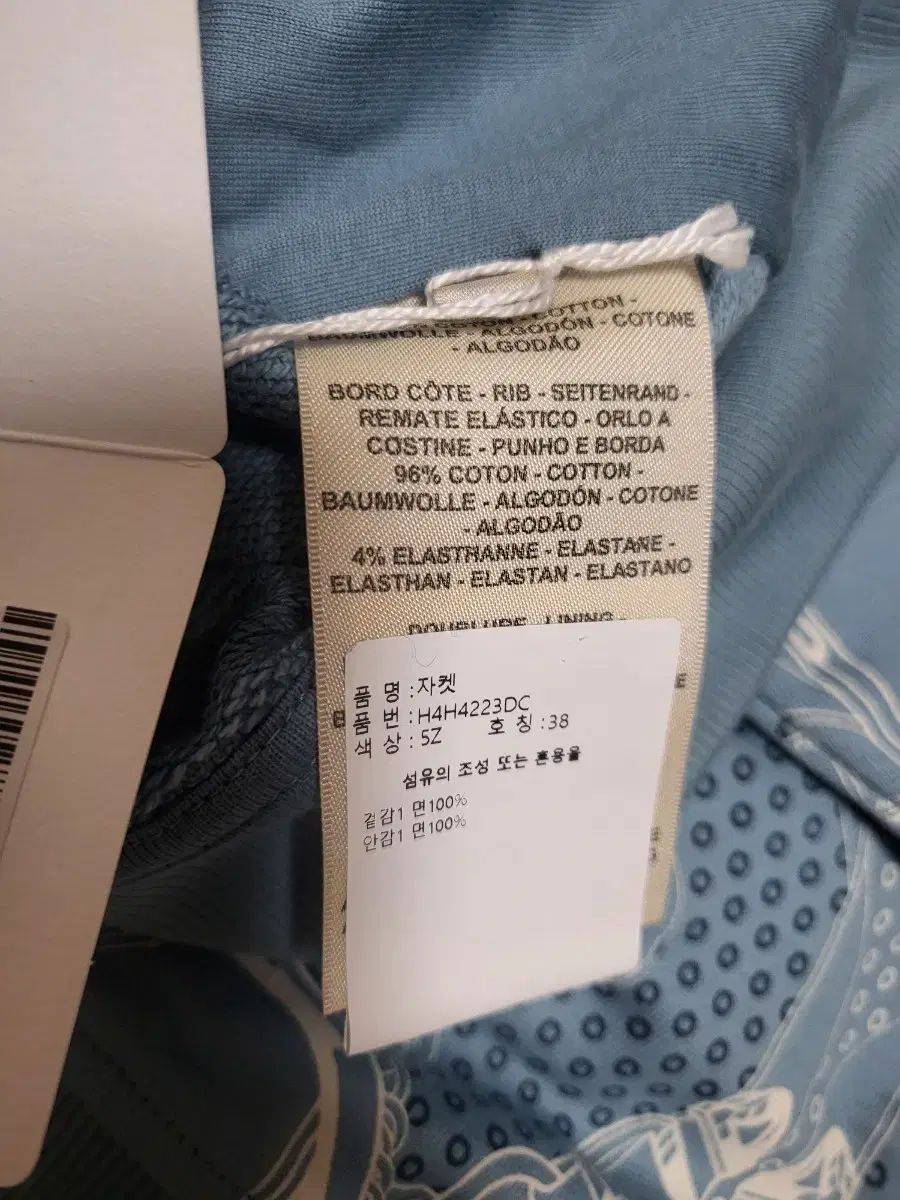 COTTON -
BAUMWOLLE - ALGODÓN - COTONE
- ALGODÃO
BORD CÔTE - RIB - SEITENRAND -
REMATE ELÁSTICO - ORLO A
COSTINE - PUNHO E BORDA
96% COTON - COTTON -
BAUMWOLLE - ALGODÓN - COTONE
- ALGODÃO
4% ELASTHANNE - ELASTANE -
ELASTHAN - ELASTAN - ELASTANO
DOUBLURE - LINING -
품 명 : 자켓
품 번 : H4H4223DC
색 상 : 5Z 호 칭 : 38
섬유의 조성 또는 혼용율
겉감1 면100%
안감1 면100%